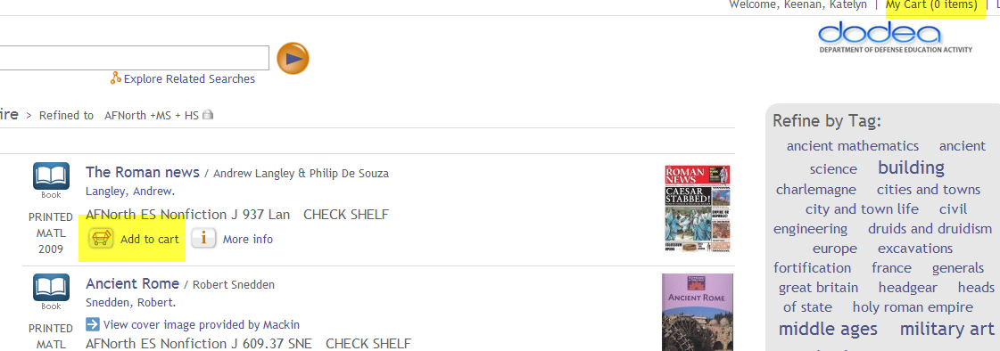 Welcome, Keenan, Katelyn | My Cart (0 items) |
dodea
DEPARTMENT OF DEFENSE EDUCATION ACTIVITY
Explore Related Searches
ire > Refined to AFNorth +MS + HS
The Roman news / Andrew Langley & Philip De Souza
Langley, Andrew.
Book
PRINTED
MATL
2009
AFNorth ES Nonfiction J 937 Lan CHECK SHELF
Add to cart
More info
ROMAN
NEWS
CAESAR
STABBED!
Ancient Rome / Robert Snedden
Snedden, Robert.
Book
PRINTED
MATL
View cover image provided by Mackin
AFNorth ES Nonfiction J 609.37 SNE CHECK SHELF
ANCIENT ROME
Refine by Tag:
ancient mathematics ancient
science building
charlemagne cities and towns
city and town life civil
engineering druids and druidism
europe excavations
fortification france generals
great britain headgear heads
of state holy roman empire
middle ages military art